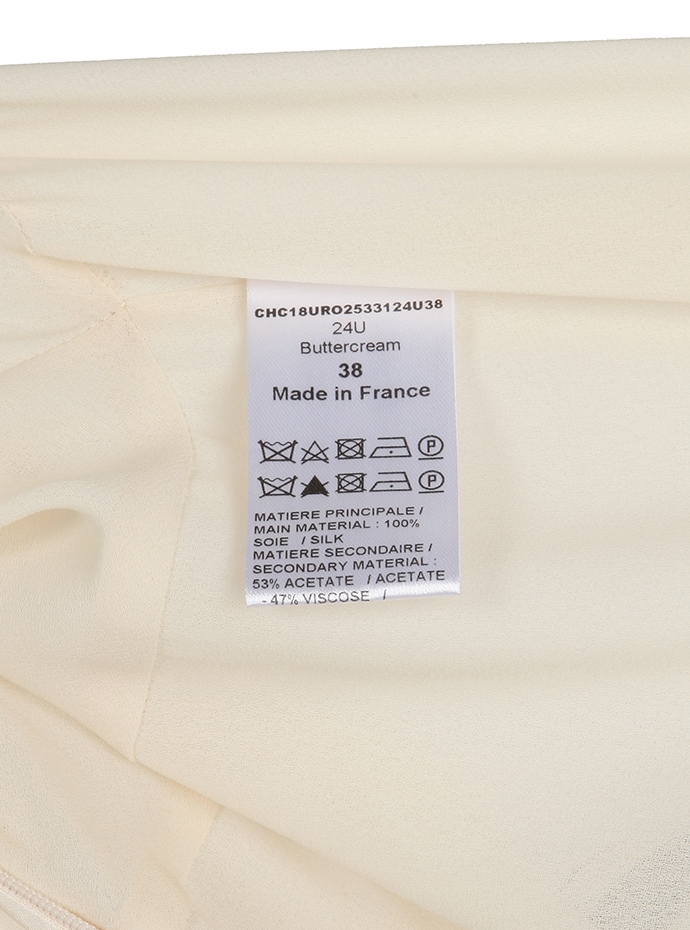 CHC18URO2533124U38
24U
Buttercream
38
Made in France
P
P
MATIERE PRINCIPALE /
MAIN MATERIAL : 100%
SOIE / SILK
MATIERE SECONDAIRE /
SECONDARY MATERIAL :
53% ACETATE / ACETATE
- 47% VISCOSE /